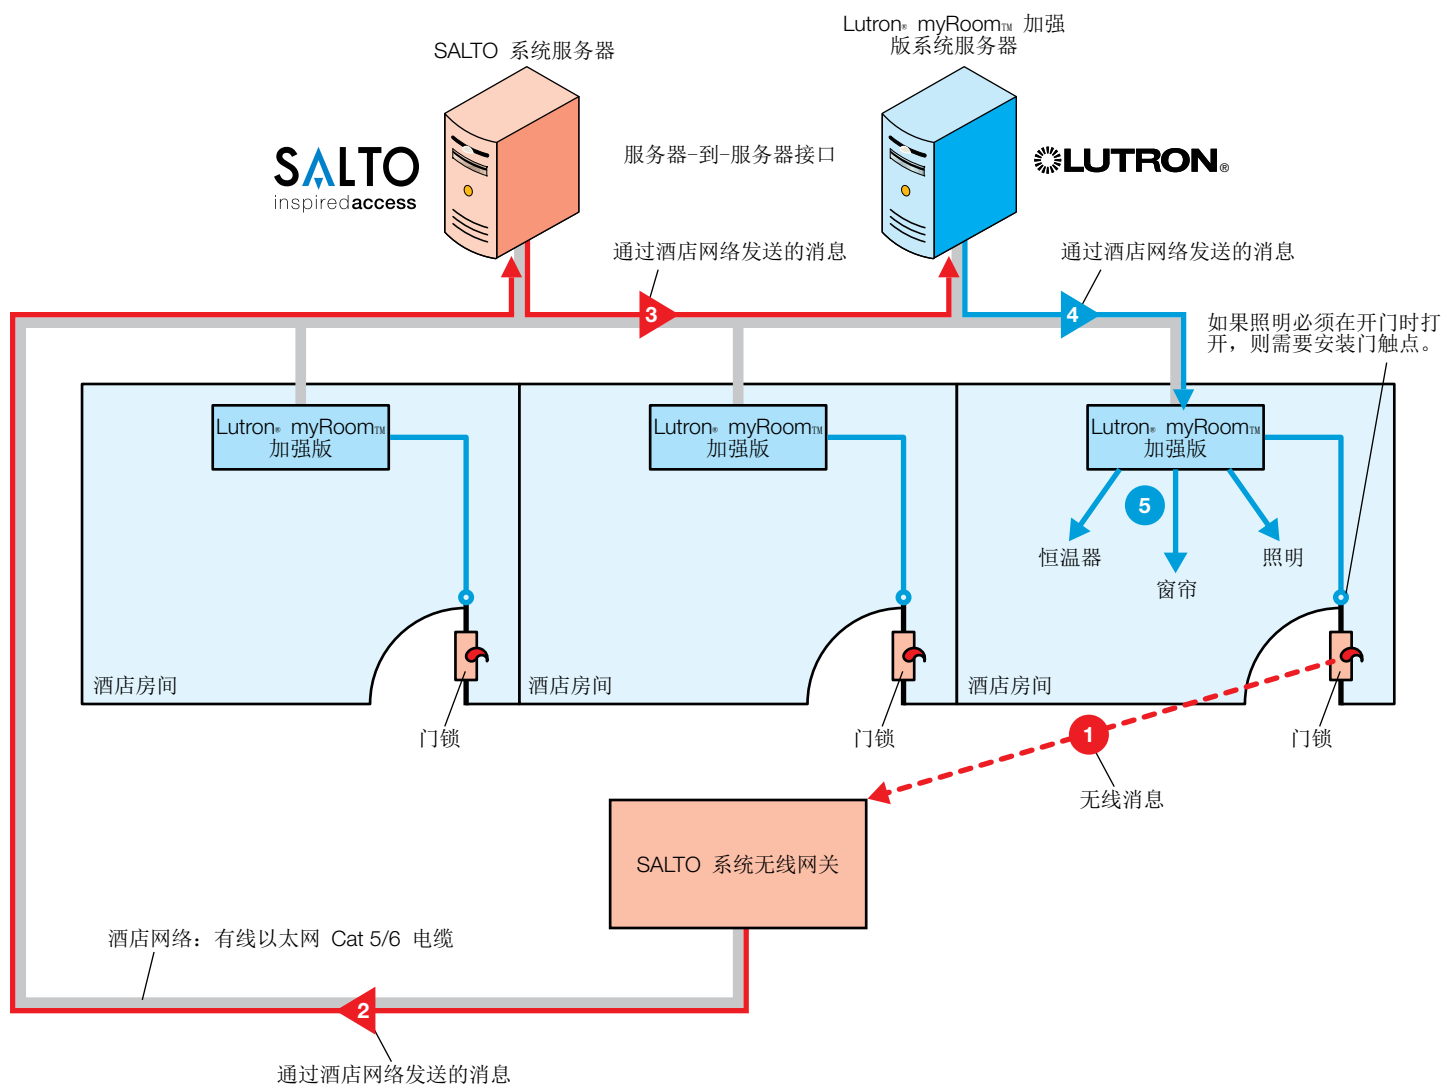 SALTO 系统服务器
Lutron® myRoom™ 加强
版系统服务器
SALTO
inspiredaccess
服务器-到-服务器接口
LUTRON®
通过酒店网络发送的消息
通过酒店网络发送的消息
3
4
如果照明必须在开门时打
开，则需要安装门触点。
Lutron® myRoom™
加强版
Lutron® myRoom™
加强版
Lutron® myRoom™
加强版
5
恒温器
窗帘
照明
酒店房间
酒店房间
酒店房间
门锁
门锁
门锁
1
无线消息
SALTO 系统无线网关
酒店网络：有线以太网 Cat 5/6 电缆
2
通过酒店网络发送的消息